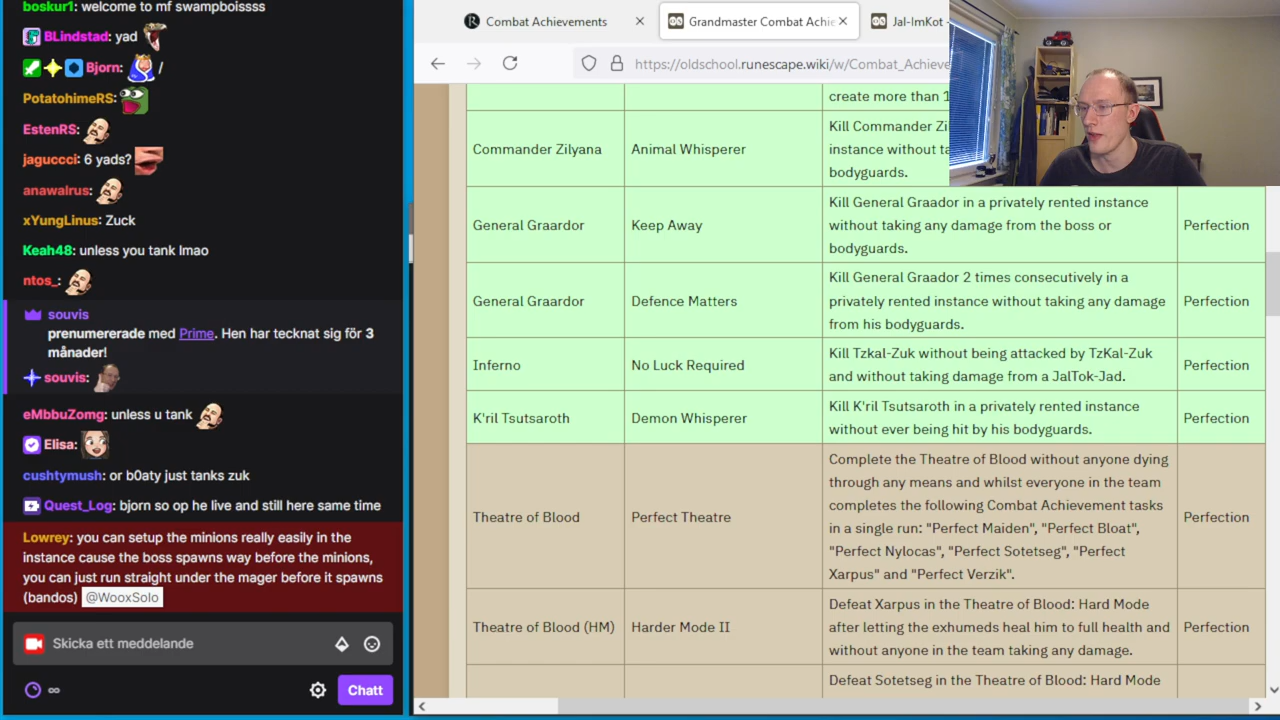 boskur1: welcome to mf swampboissss
BLindstad: yad
Bjorn: /
PotatohimeRS:
EstenRS:
jaguccci: 6 yads?
anawalrus:
xYungLinus: Zuck
Keah48: unless you tank lmao
ntos_:
souvis
prenumererade med Prime. Hen har tecknat sig för 3
månader!
souvis:
eMbbuZomg: unless u tank
Elisa:
cushtymush: or b0aty just tanks zuk
Quest_Log: bjorn so op he live and still here same time
Lowrey: you can setup the minions really easily in the
instance cause the boss spawns way before the minions,
you can just run straight under the mager before it spawns
(bandos) @WooxSolo
Skicka ett meddelande
∞
Chatt
Combat Achievements
Grandmaster Combat Achie
Jal-ImKot -
https://oldschool.runescape.wiki/w/Combat_Achieve
create more than 1
Commander Zilyana
Animal Whisperer
Kill Commander Zi
instance without ta
bodyguards.
General Graardor
Keep Away
Kill General Graador in a privately rented instance
without taking any damage from the boss or
bodyguards.
Perfection
General Graardor
Defence Matters
Kill General Graador 2 times consecutively in a
privately rented instance without taking any damage
from his bodyguards.
Perfection
Inferno
No Luck Required
Kill Tzkal-Zuk without being attacked by TzKal-Zuk
and without taking damage from a JalTok-Jad.
Perfection
K'ril Tsutsaroth
Demon Whisperer
Kill K'ril Tsutsaroth in a privately rented instance
without ever being hit by his bodyguards.
Perfection
Theatre of Blood
Perfect Theatre
Complete the Theatre of Blood without anyone dying
through any means and whilst everyone in the team
completes the following Combat Achievement tasks
in a single run: "Perfect Maiden", "Perfect Bloat",
"Perfect Nylocas", "Perfect Sotetseg", "Perfect
Xarpus" and "Perfect Verzik".
Perfection
Theatre of Blood (HM)
Harder Mode II
Defeat Xarpus in the Theatre of Blood: Hard Mode
after letting the exhumeds heal him to full health and
without anyone in the team taking any damage.
Perfection
Defeat Sotetseg in the Theatre of Blood: Hard Mode